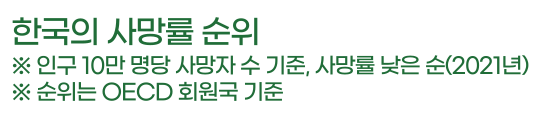 한국의 사망률 순위
※ 인구 10만 명당 사망자 수 기준, 사망률 낮은 순(2021년)
※ 순위는 OECD 회원국 기준